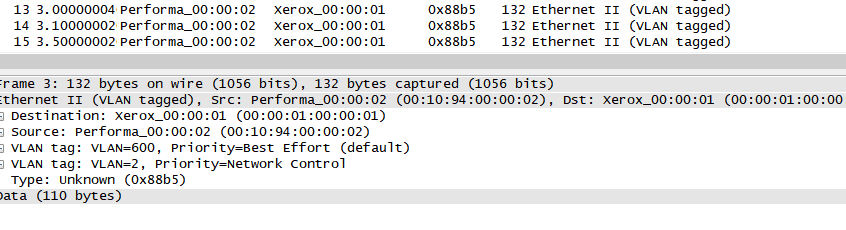 13 3.00000004 Performa_00:00:02 Xerox_00:00:01 0x88b5 132 Ethernet II (VLAN tagged)
14 3.10000002 Performa_00:00:02 Xerox_00:00:01 0x88b5 132 Ethernet II (VLAN tagged)
15 3.50000002 Performa_00:00:02 Xerox_00:00:01 0x88b5 132 Ethernet II (VLAN tagged)
Frame 3: 132 bytes on wire (1056 bits), 132 bytes captured (1056 bits)
Ethernet II (VLAN tagged), Src: Performa_00:00:02 (00:10:94:00:00:02), Dst: Xerox_00:00:01 (00:00:01:00:00
Destination: Xerox_00:00:01 (00:00:01:00:00:01)
Source: Performa_00:00:02 (00:10:94:00:00:02)
VLAN tag: VLAN=600, Priority=Best Effort (default)
VLAN tag: VLAN=2, Priority=Network Control
Type: Unknown (0x88b5)
Data (110 bytes)